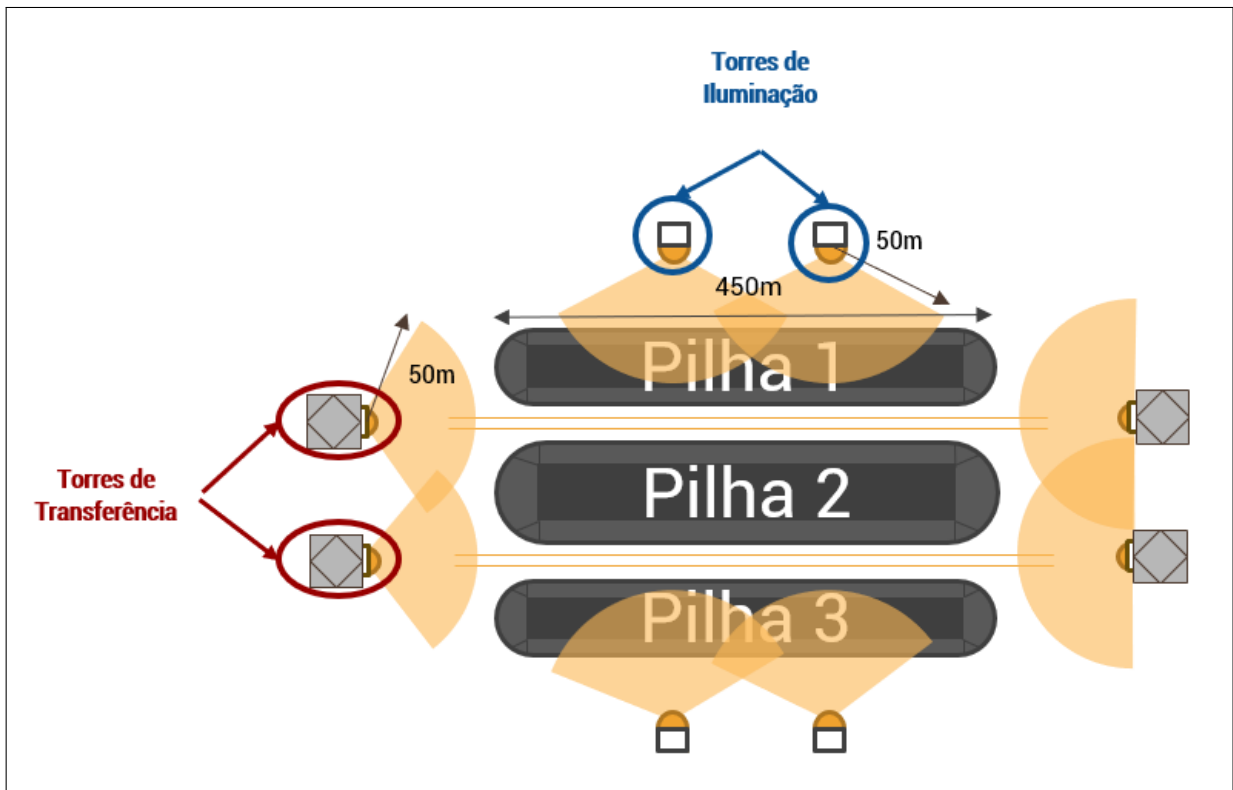 Torres de
Iluminação
50m
450m
Pilha 1
50m
Pilha 2
Torres de
Transferência
Pilha 3